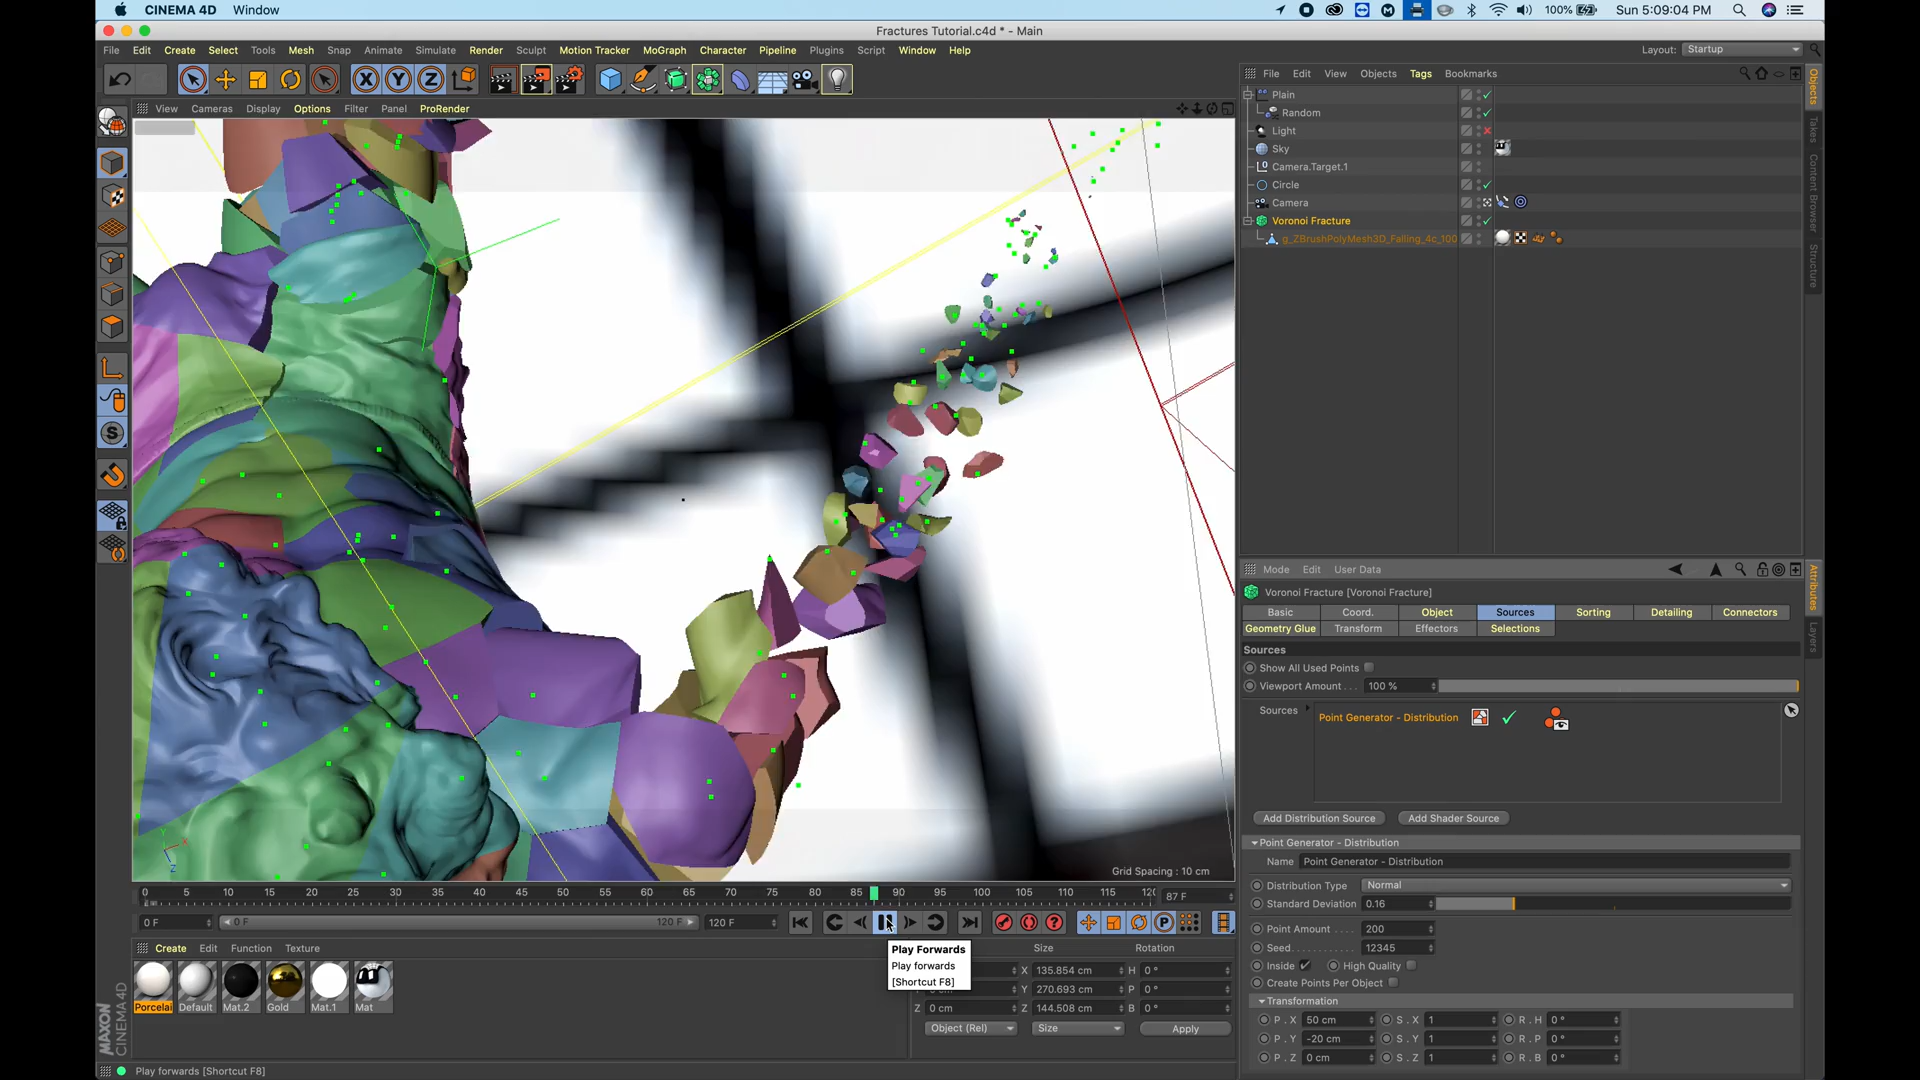 CINEMA 4D Window 100% Sun 5:09:04 PM
Fractures Tutorial.c4d * - Main
File Edit Create Select Tools Mesh Snap Animate Simulate Render Sculpt Motion Tracker MoGraph Character Pipeline Plugins Script Window Help Layout: Startup
File Edit View Objects Tags Bookmarks
View Cameras Display Options Filter Panel ProRender
Plain
Random
Light
Sky
Camera.Target.1
Circle
Camera
Voronoi Fracture
g_ZBrushPolyMesh3D_Falling_4c_100
Objects
Takes
Content Browser
Structure
Mode Edit User Data
Voronoi Fracture [Voronoi Fracture]
Basic Coord. Object Sources Sorting Detailing Connectors
Geometry Glue Transform Effectors Selections
Attributes
Layers
Sources
Show All Used Points
Viewport Amount . . . 100 %
Sources
Point Generator - Distribution
Add Distribution Source Add Shader Source
Point Generator - Distribution
Name Point Generator - Distribution
Distribution Type Normal
Standard Deviation 0.16
Point Amount . 200
Seed. . . . . . . . . . 12345
Inside High Quality
Create Points Per Object
Transformation
P . X 50 cm S . X 1 R . H 0 °
P . Y -20 cm S . Y 1 R . P 0 °
P . Z 0 cm S . Z 1 R . B 0 °
Grid Spacing : 10 cm
Y X Z
0 5 10 15 20 25 30 35 40 45 50 55 60 65 70 75 80 85 90 95 100 105 110 115 120 87 F
0 F 0 F 120 F 120 F
Create Edit Function Texture
Porcelai Default Mat.2 Gold Mat.1 Mat
MAXON
CINEMA 4D
Play Forwards
Play forwards
[Shortcut F8]
Size Rotation
X 135.854 cm H 0 °
Y 270.693 cm P 0 °
Z 0 cm Z 144.508 cm B 0 °
Object (Rel) Size Apply
Play forwards [Shortcut F8]